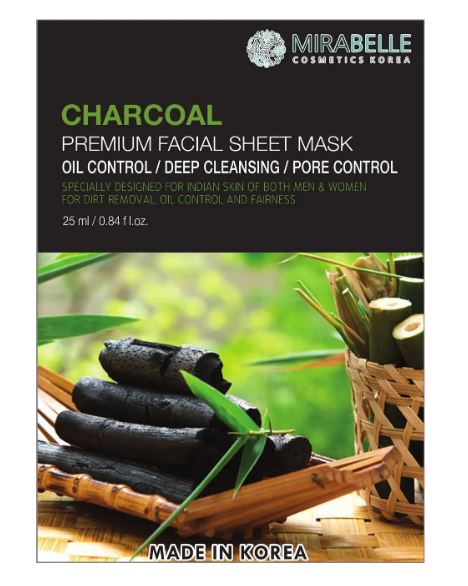 MIRABELLE
COSMETICS KOREA
CHARCOAL
PREMIUM FACIAL SHEET MASK
OIL CONTROL / DEEP CLEANSING / PORE CONTROL
SPECIALLY DESIGNED FOR INDIAN SKIN OF BOTH MEN & WOMEN
FOR DIRT REMOVAL, OIL CONTROL AND FAIRNESS
25 ml / 0.84 f l.oz.
MADE IN KOREA